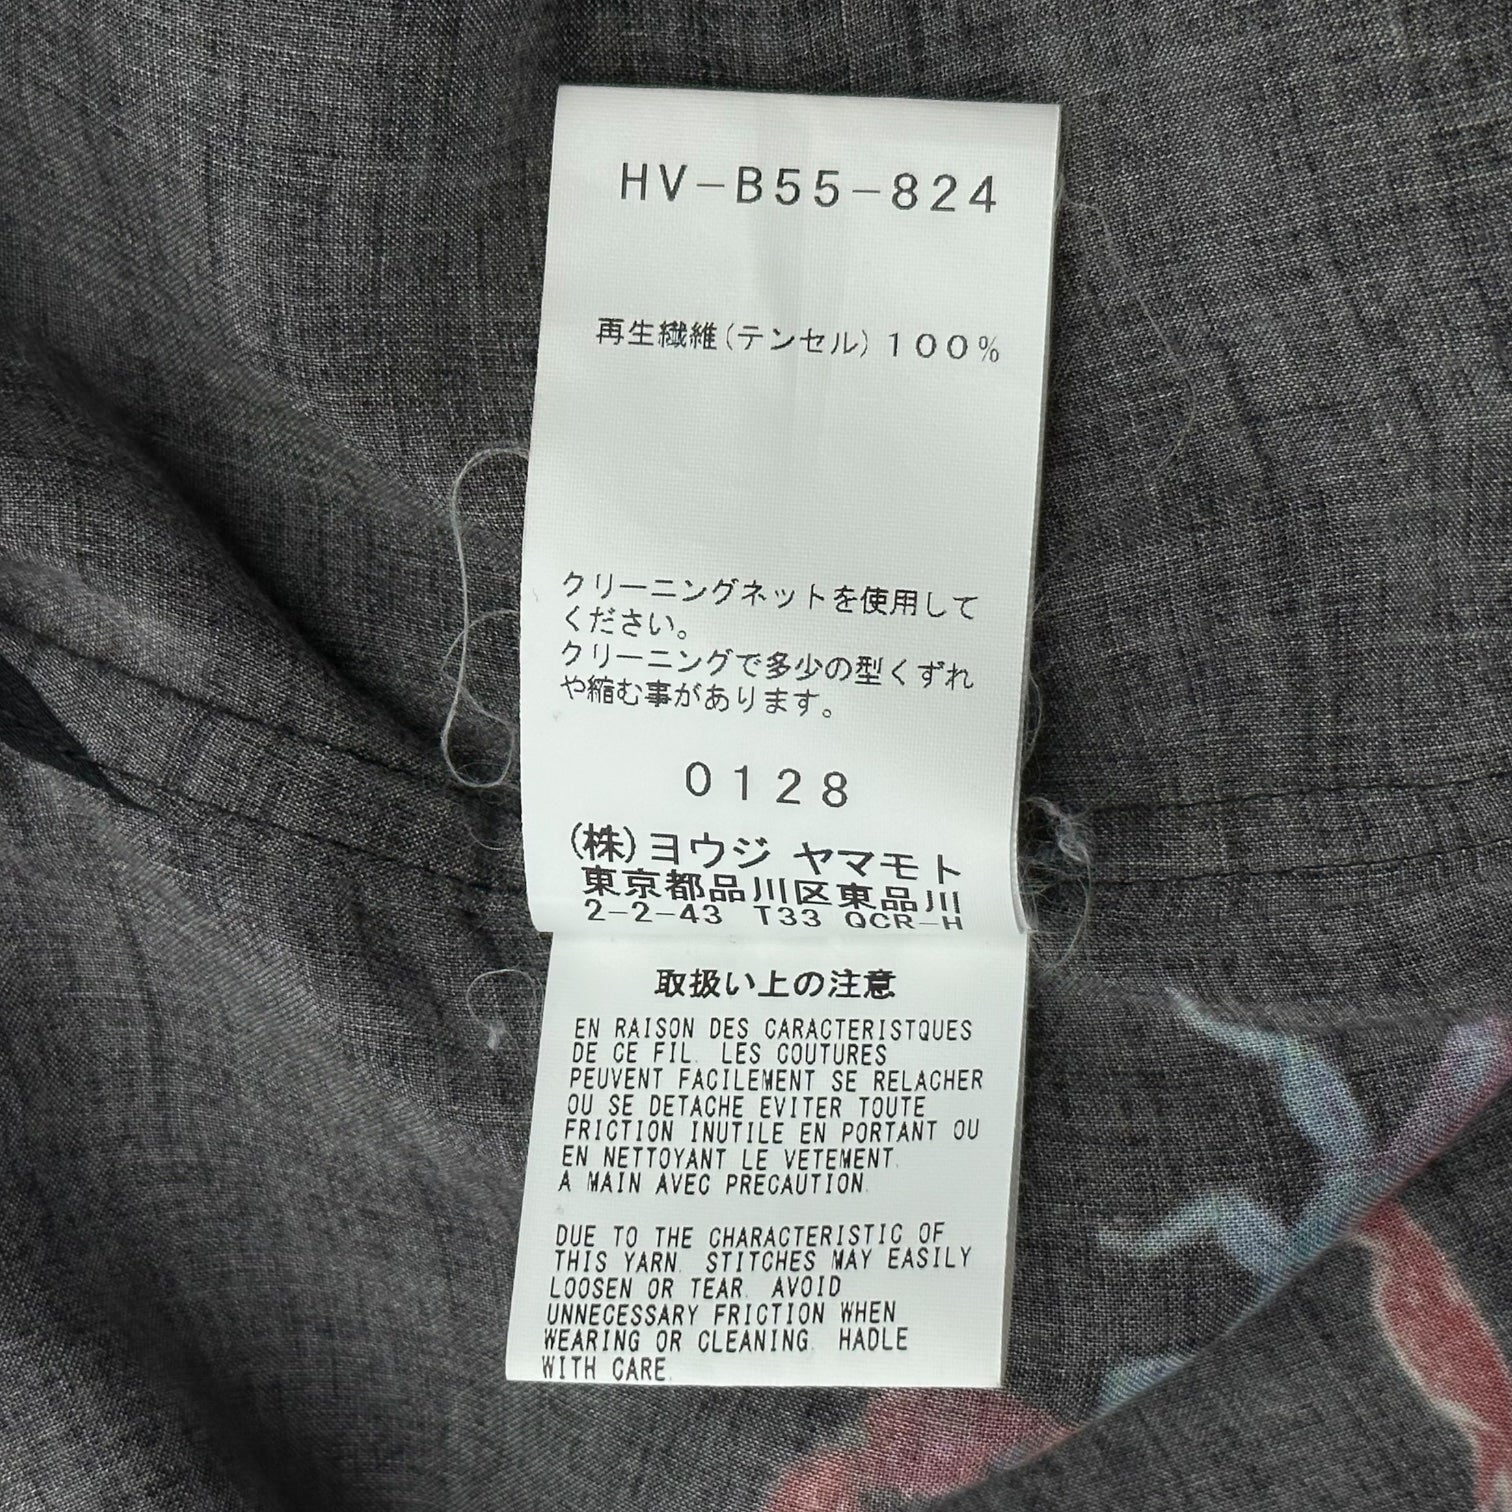 HV-B55-824
再生繊維(テンセル)100%
クリーニングネットを使用して
ください。
クリーニングで多少の型くずれ
や縮む事があります。
0128
(株)ヨウジ ヤマモト
東京都品川区東品川
2-2-43 T33 QCR-H
取扱い上の注意
EN RAISON DES CARACTERISTQUES
DE CE FIL. LES COUTURES
PEUVENT FACILEMENT SE RELACHER
OU SE DETACHE EVITER TOUTE
FRICTION INUTILE EN PORTANT OU
EN NETTOYANT LE VETEMENT.
A MAIN AVEC PRECAUTION.
DUE TO THE CHARACTERISTIC OF
THIS YARN. STITCHES MAY EASILY
LOOSEN OR TEAR. AVOID
UNNECESSARY FRICTION WHEN
WEARING OR CLEANING. HADLE
WITH CARE.